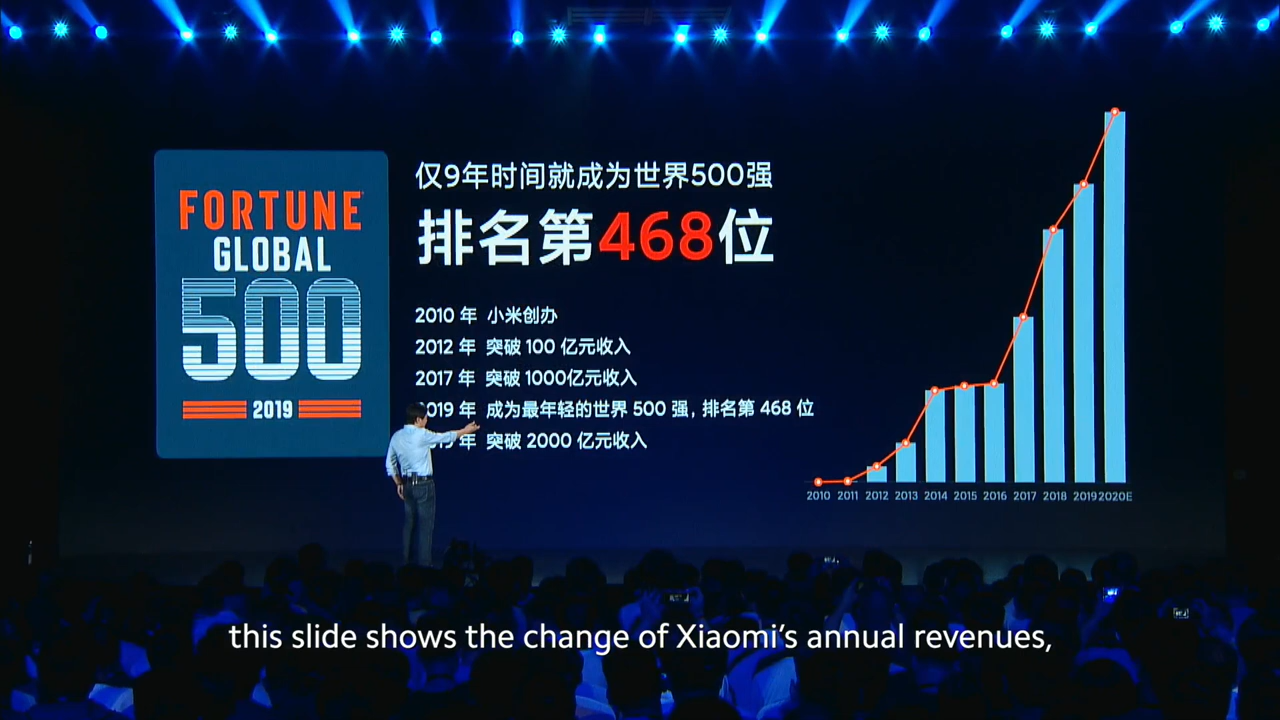 FORTUNE
GLOBAL
500
2019
仅9年时间就成为世界500强
排名第468位
2010 年 小米创办
2012 年 突破 100 亿元收入
2017 年 突破 1000亿元收入
2019 年 成为最年轻的世界 500 强，排名第 468 位
2019 年 突破 2000 亿元收入
2010 2011 2012 2013 2014 2015 2016 2017 2018 2019 2020E
this slide shows the change of Xiaomi's annual revenues,